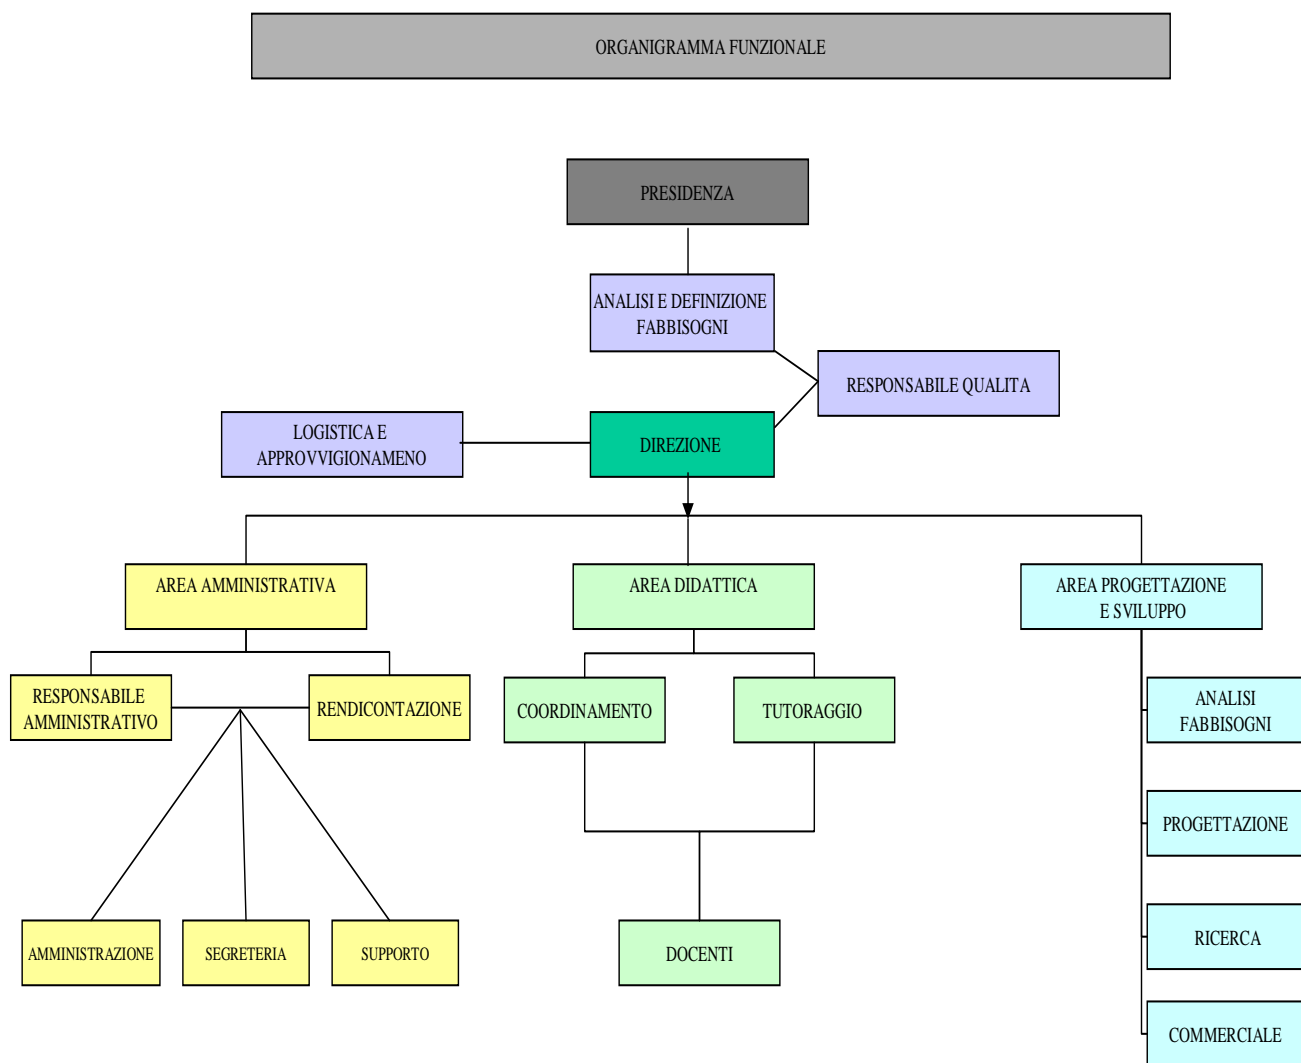 ORGANIGRAMMA FUNZIONALE
PRESIDENZA
ANALISI E DEFINIZIONE
FABBISOGNI
RESPONSABILE QUALITA
LOGISTICA E
APPROVVIGIONAMENO
DIREZIONE
AREA AMMINISTRATIVA
AREA DIDATTICA
AREA PROGETTAZIONE
E SVILUPPO
RESPONSABILE
AMMINISTRATIVO
RENDICONTAZIONE
COORDINAMENTO
TUTORAGGIO
ANALISI
FABBISOGNI
PROGETTAZIONE
AMMINISTRAZIONE
SEGRETERIA
SUPPORTO
DOCENTI
RICERCA
COMMERCIALE